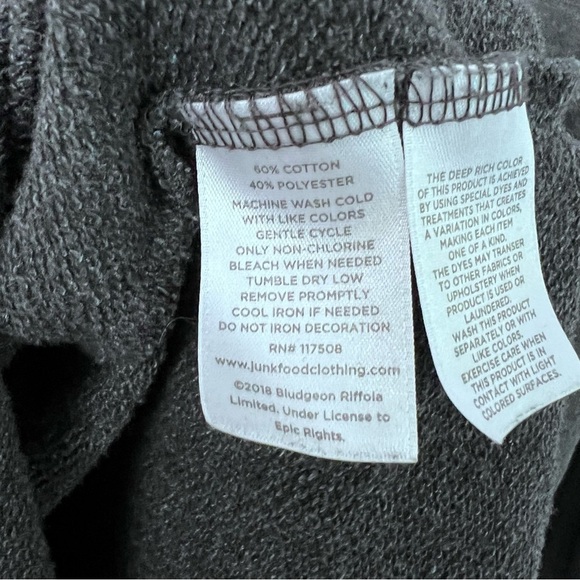 60% COTTON
40% POLYESTER
MACHINE WASH COLD
WITH LIKE COLORS
GENTLE CYCLE
ONLY NON-CHLORINE
BLEACH WHEN NEEDED
TUMBLE DRY LOW
REMOVE PROMPTLY
COOL IRON IF NEEDED
DO NOT IRON DECORATION
RN# 117508
www.junkfoodclothing.com
©2018 Bludgeon Riffola
Limited. Under License to
Epic Rights.
THE DEEP RICH COLOR
OF THIS PRODUCT IS ACHIEVED
BY USING SPECIAL DYES AND
TREATMENTS THAT CREATES
A VARIATION IN COLORS,
MAKING EACH ITEM
ONE OF A KIND.
THE DYES MAY TRANSFER
TO OTHER FABRICS OR
UPHOLSTERY WHEN
PRODUCT IS USED OR
LAUNDERED.
WASH THIS PRODUCT
SEPARATELY OR WITH
LIKE COLORS.
EXERCISE CARE WHEN
THIS PRODUCT IS IN
CONTACT WITH LIGHT
COLORED SURFACES.